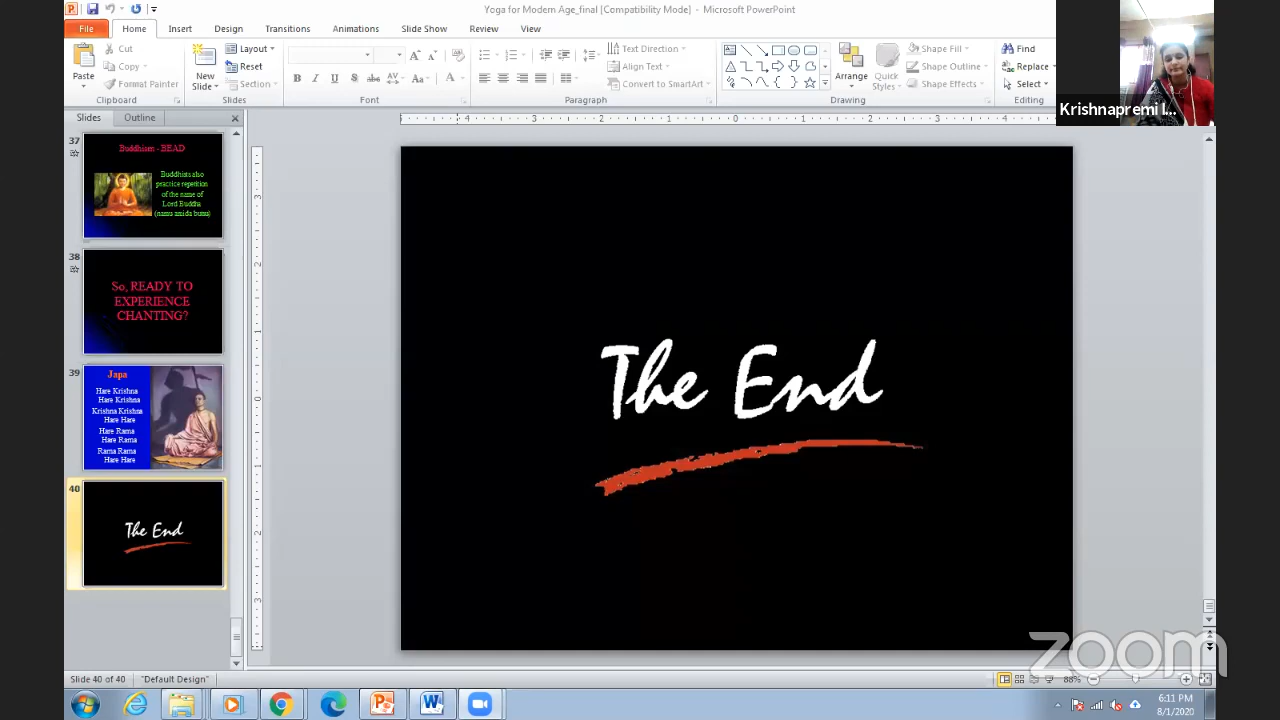 Yoga for Modern Age_final [Compatibility Mode] - Microsoft PowerPoint
File Home Insert Design Transitions Animations Slide Show Review View
Paste
Cut
Copy
Format Painter
Clipboard
New
Slide
Layout
Reset
Section
Slides
B I U S abc AV Aa A
Font
Text Direction
Align Text
Convert to SmartArt
Paragraph
Arrange
Quick
Styles
Shape Fill
Shape Outline
Shape Effects
Drawing
Find
Replace
Select
Editing
Krishnapremi I...
Slides Outline
37
Buddhism - BEAD
Buddhists also
practice repetition
of the name of
Lord Buddha
38
So, READY TO
EXPERIENCE
CHANTING?
39
Japa
Hare Krishna
Hare Krishna
Krishna Krishna
Hare Hare
Hare Rama
Hare Rama
Rama Rama
Hare Hare
40
The End
The End
zoom
Slide 40 of 40 "Default Design" 88%
6:11 PM
8/1/2020